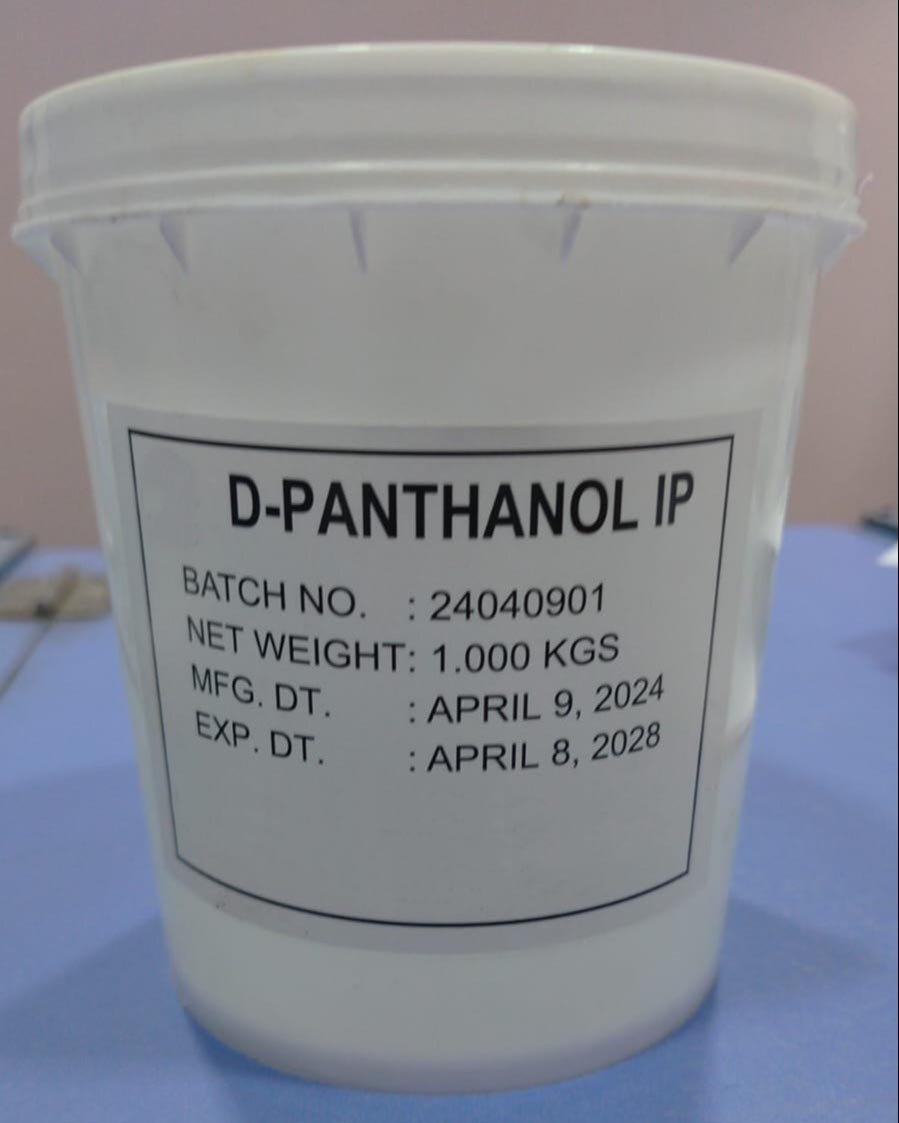 D-PANTHANOL IP
BATCH NO. : 24040901
NET WEIGHT: 1.000 KGS
MFG. DT. : APRIL 9, 2024
EXP. DT. : APRIL 8, 2028